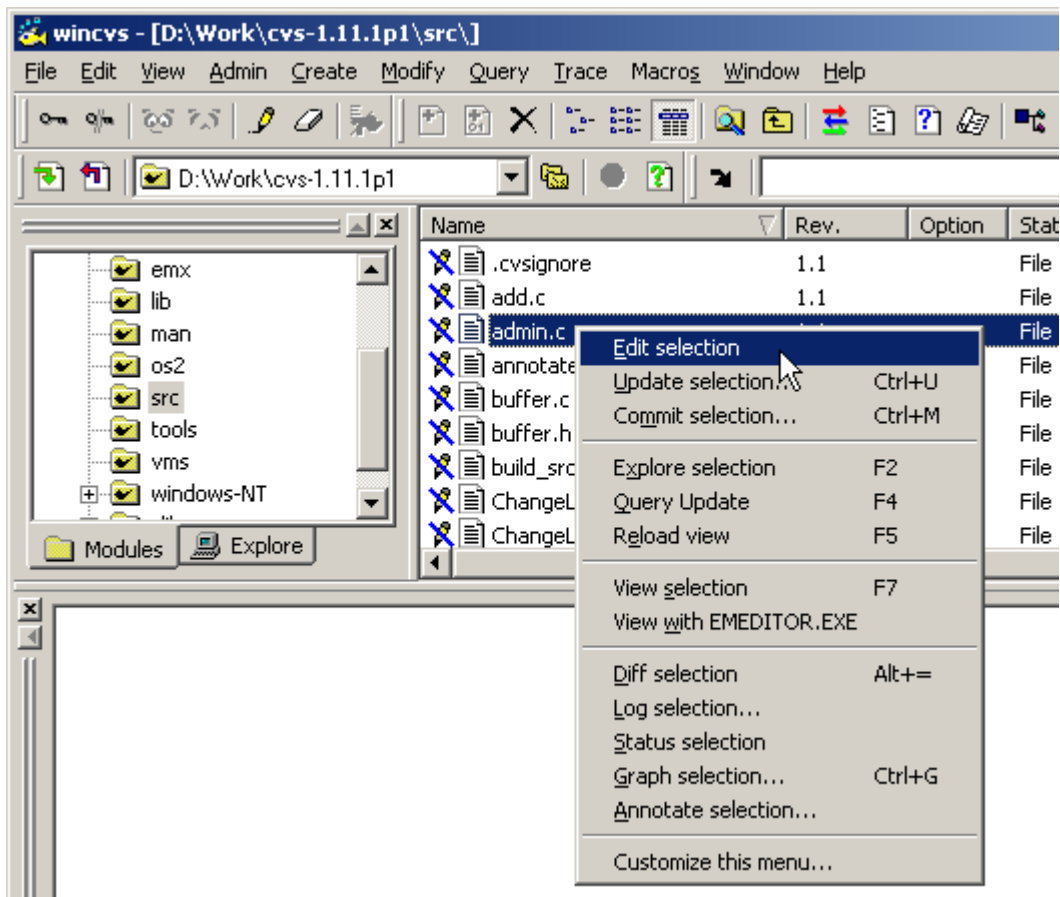 wincvs - [D:\Work\cvs-1.11.1p1\src\]
File Edit View Admin Create Modify Query Trace Macros Window Help
D:\Work\cvs-1.11.1p1
Name Rev. Option Stat
emx
lib
man
os2
src
tools
vms
windows-NT
Modules Explore
.cvsignore 1.1 File
add.c 1.1 File
admin.c File
annotate File
buffer.c File
buffer.h File
build_src File
ChangeL File
ChangeL File
Edit selection
Update selection... Ctrl+U
Commit selection... Ctrl+M
Explore selection F2
Query Update F4
Reload view F5
View selection F7
View with EMEDITOR.EXE
Diff selection Alt+=
Log selection...
Status selection
Graph selection... Ctrl+G
Annotate selection...
Customize this menu...